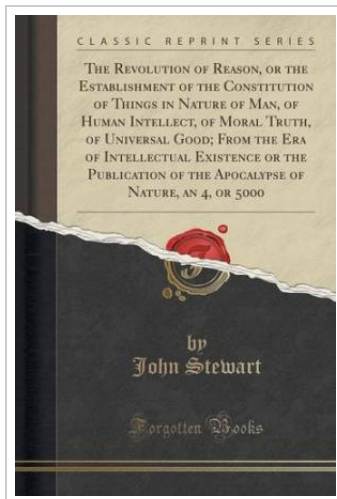 CLASSIC REPRINT SERIES
THE REVOLUTION OF REASON, OR THE
ESTABLISHMENT OF THE CONSTITUTION
OF THINGS IN NATURE OF MAN, OF
HUMAN INTELLECT, OF MORAL TRUTH,
OF UNIVERSAL GOOD; FROM THE ERA
OF INTELLECTUAL EXISTENCE OR THE
PUBLICATION OF THE APOCALYPSE OF
NATURE, AN 4, OR 5000
by
John Stewart
Forgotten Books